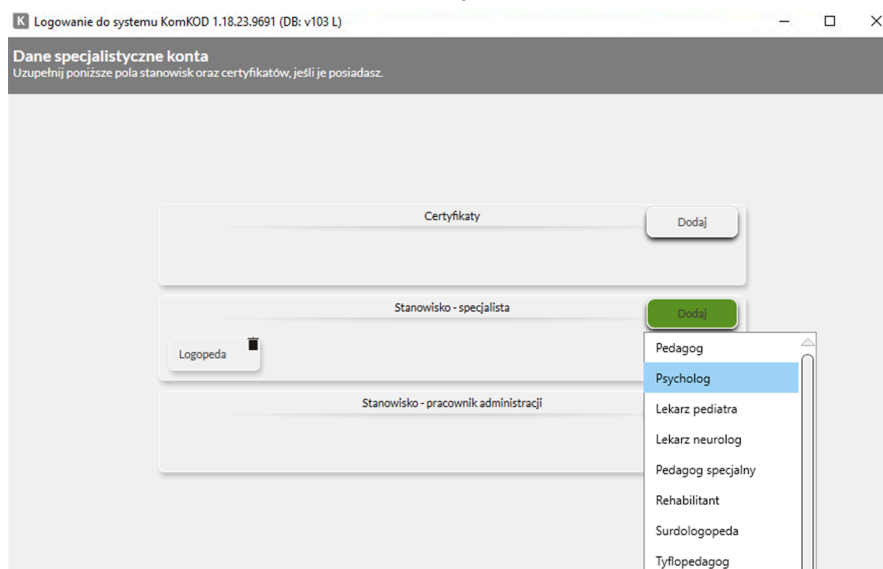 K Logowanie do systemu KomKOD 1.18.23.9691 (DB: v103 L)
Dane specjalistyczne konta
Uzupełnij poniższe pola stanowisk oraz certyfikatów, jeśli je posiadasz.
Certyfikaty
Dodaj
Stanowisko - specjalista
Dodaj
Logopeda
Stanowisko - pracownik administracji
Pedagog
Psycholog
Lekarz pediatra
Lekarz neurolog
Pedagog specjalny
Rehabilitant
Surdologopeda
Tyflopedagog